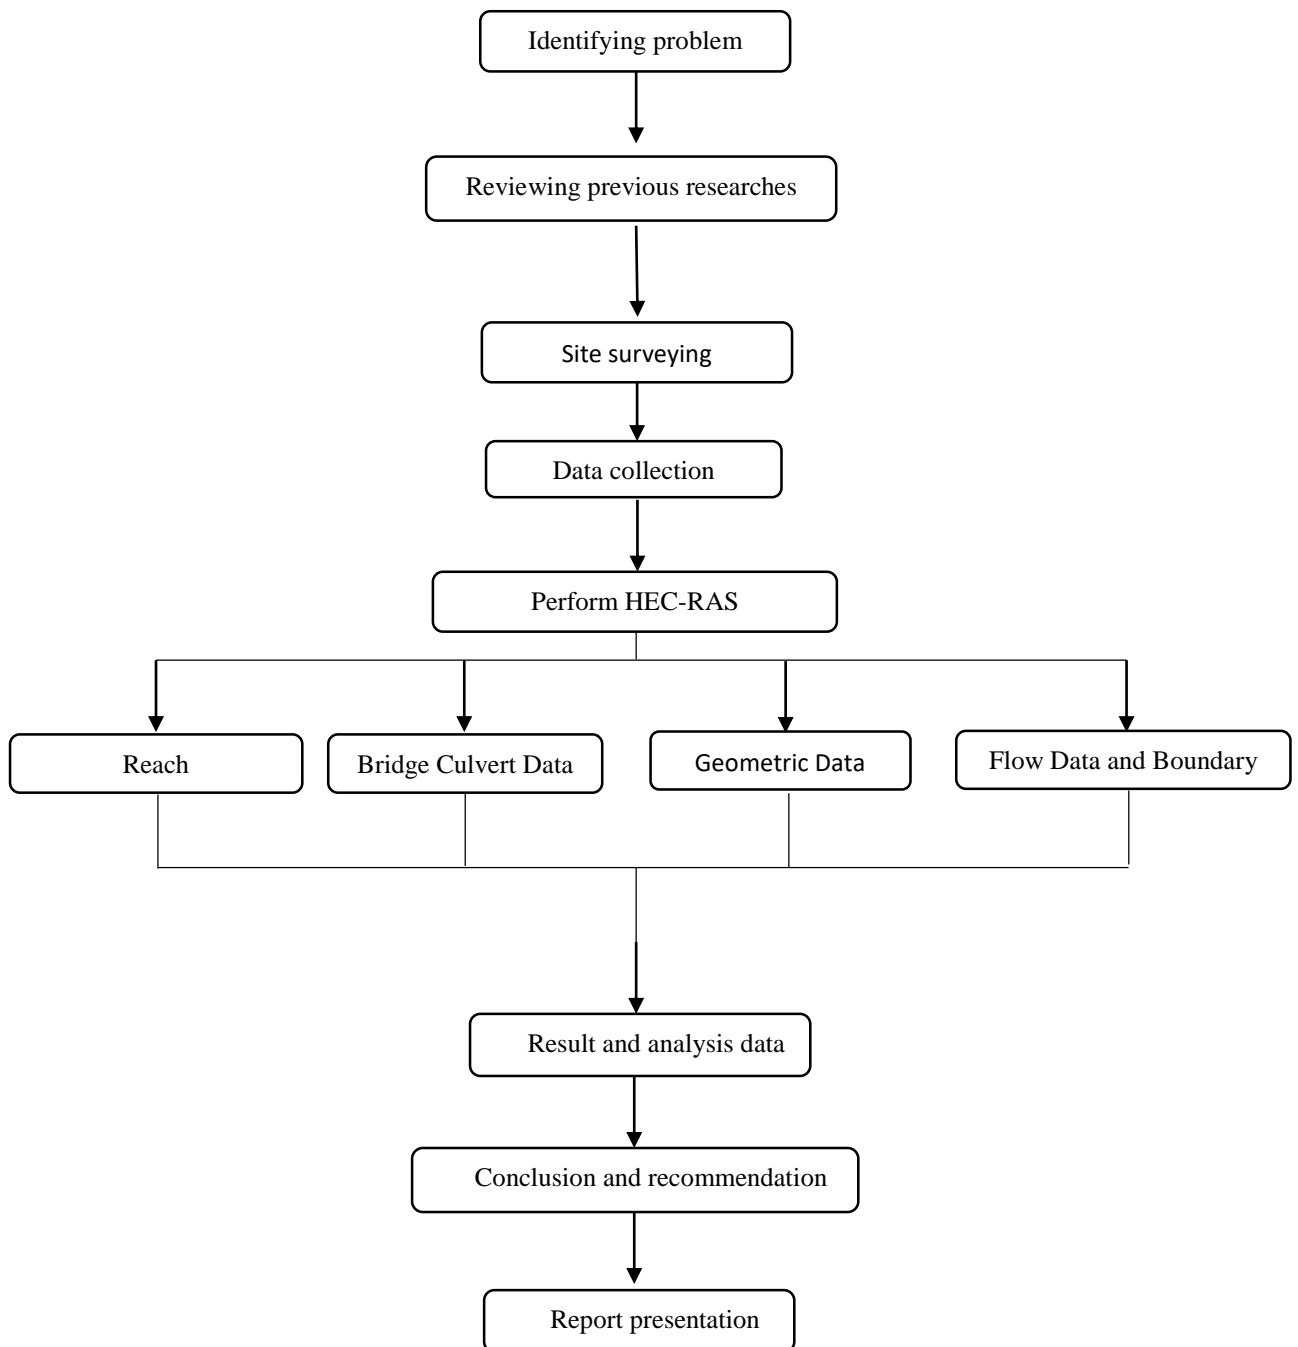 Identifying problem
Reviewing previous researches
Site surveying
Data collection
Perform HEC-RAS
Reach
Bridge Culvert Data
Geometric Data
Flow Data and Boundary
Result and analysis data
Conclusion and recommendation
Report presentation